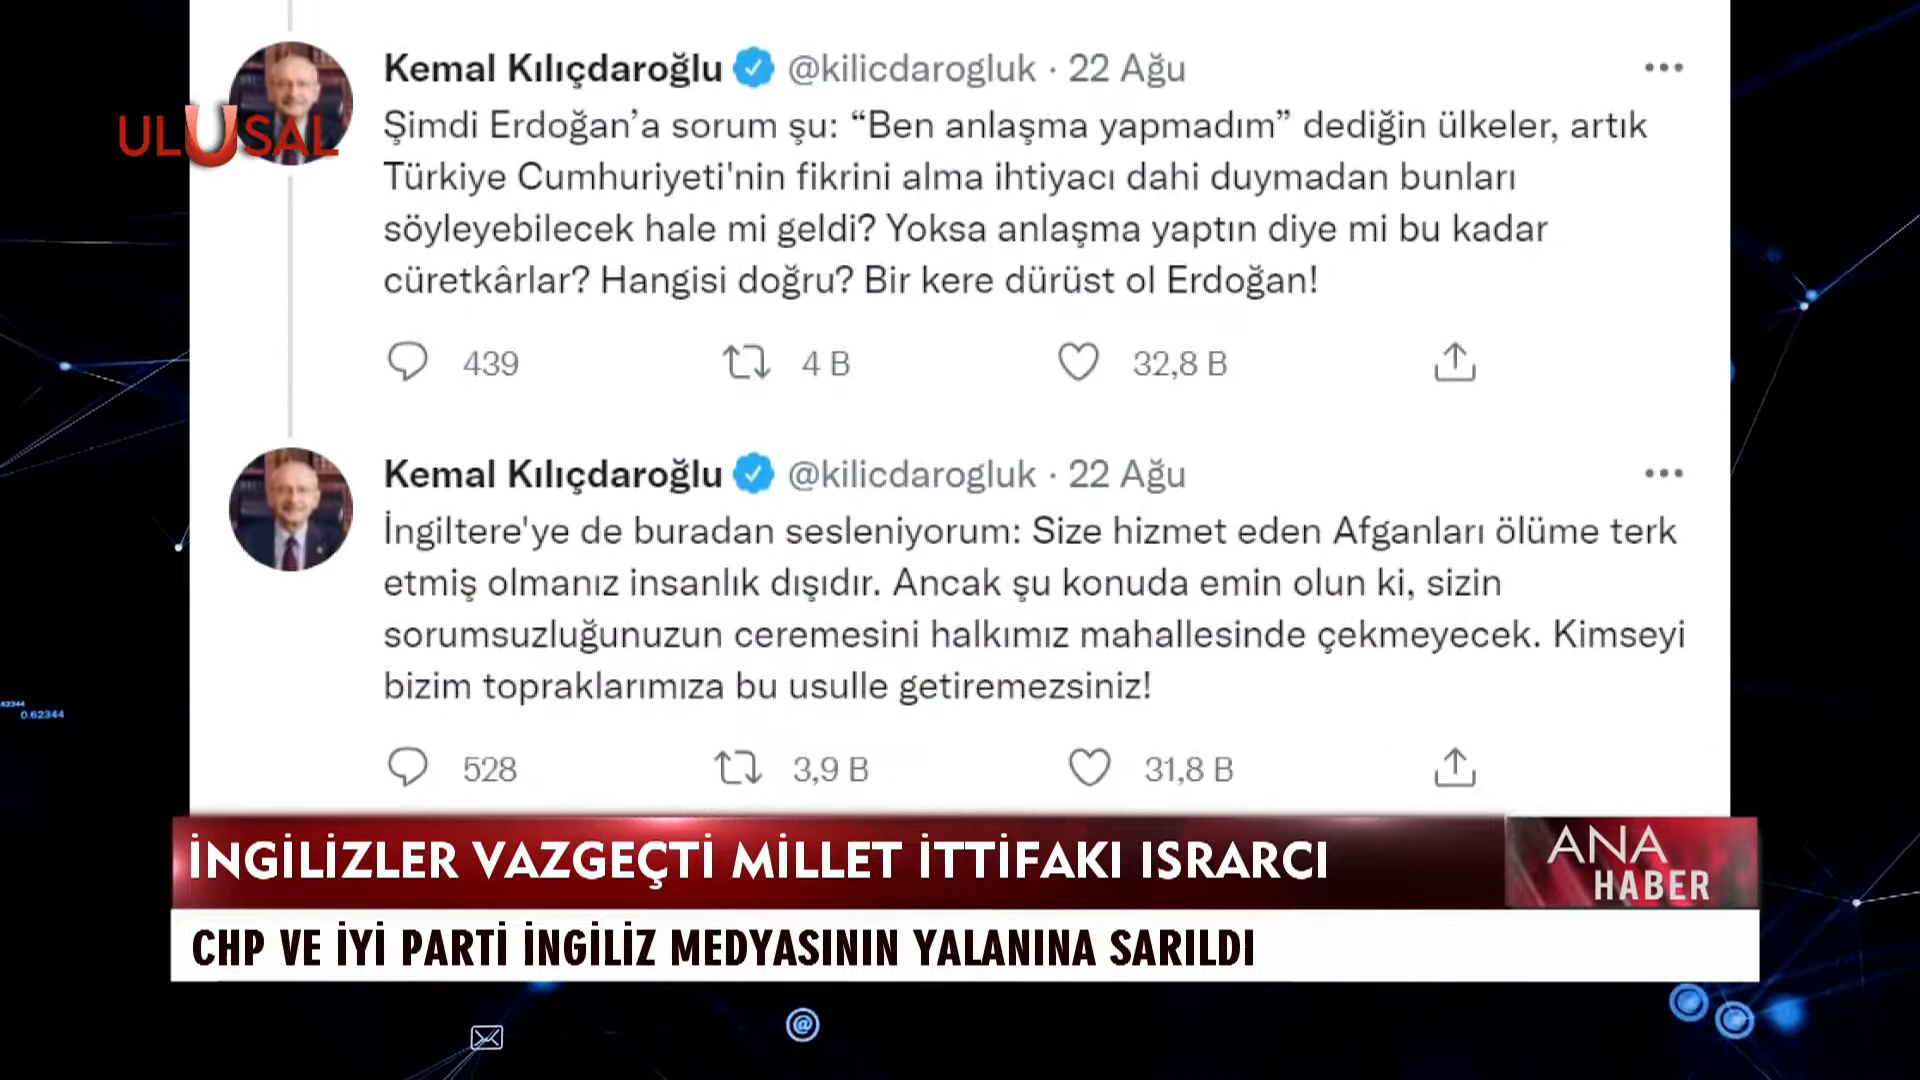 Kemal Kılıçdaroğlu @kilicdarogluk · 22 Ağu
ULUSAL
Şimdi Erdoğan’a sorum şu: “Ben anlaşma yapmadım” dediğin ülkeler, artık
Türkiye Cumhuriyeti'nin fikrini alma ihtiyacı dahi duymadan bunları
söyleyebilecek hale mi geldi? Yoksa anlaşma yaptın diye mi bu kadar
cüretkârlar? Hangisi doğru? Bir kere dürüst ol Erdoğan!
439 4 B 32,8 B
Kemal Kılıçdaroğlu @kilicdarogluk · 22 Ağu
İngiltere'ye de buradan sesleniyorum: Size hizmet eden Afganları ölüme terk
etmiş olmanız insanlık dışıdır. Ancak şu konuda emin olun ki, sizin
sorumsuzluğunuzun ceremesini halkımız mahallesinde çekmeyecek. Kimseyi
bizim topraklarımıza bu usulle getiremezsiniz!
62344
0.62344
528 3,9 B 31,8 B
İNGİLİZLER VAZGEÇTİ MİLLET İTTİFAKI ISRARCI
ANA
HABER
CHP VE İYİ PARTİ İNGİLİZ MEDYASININ YALANINA SARILDI